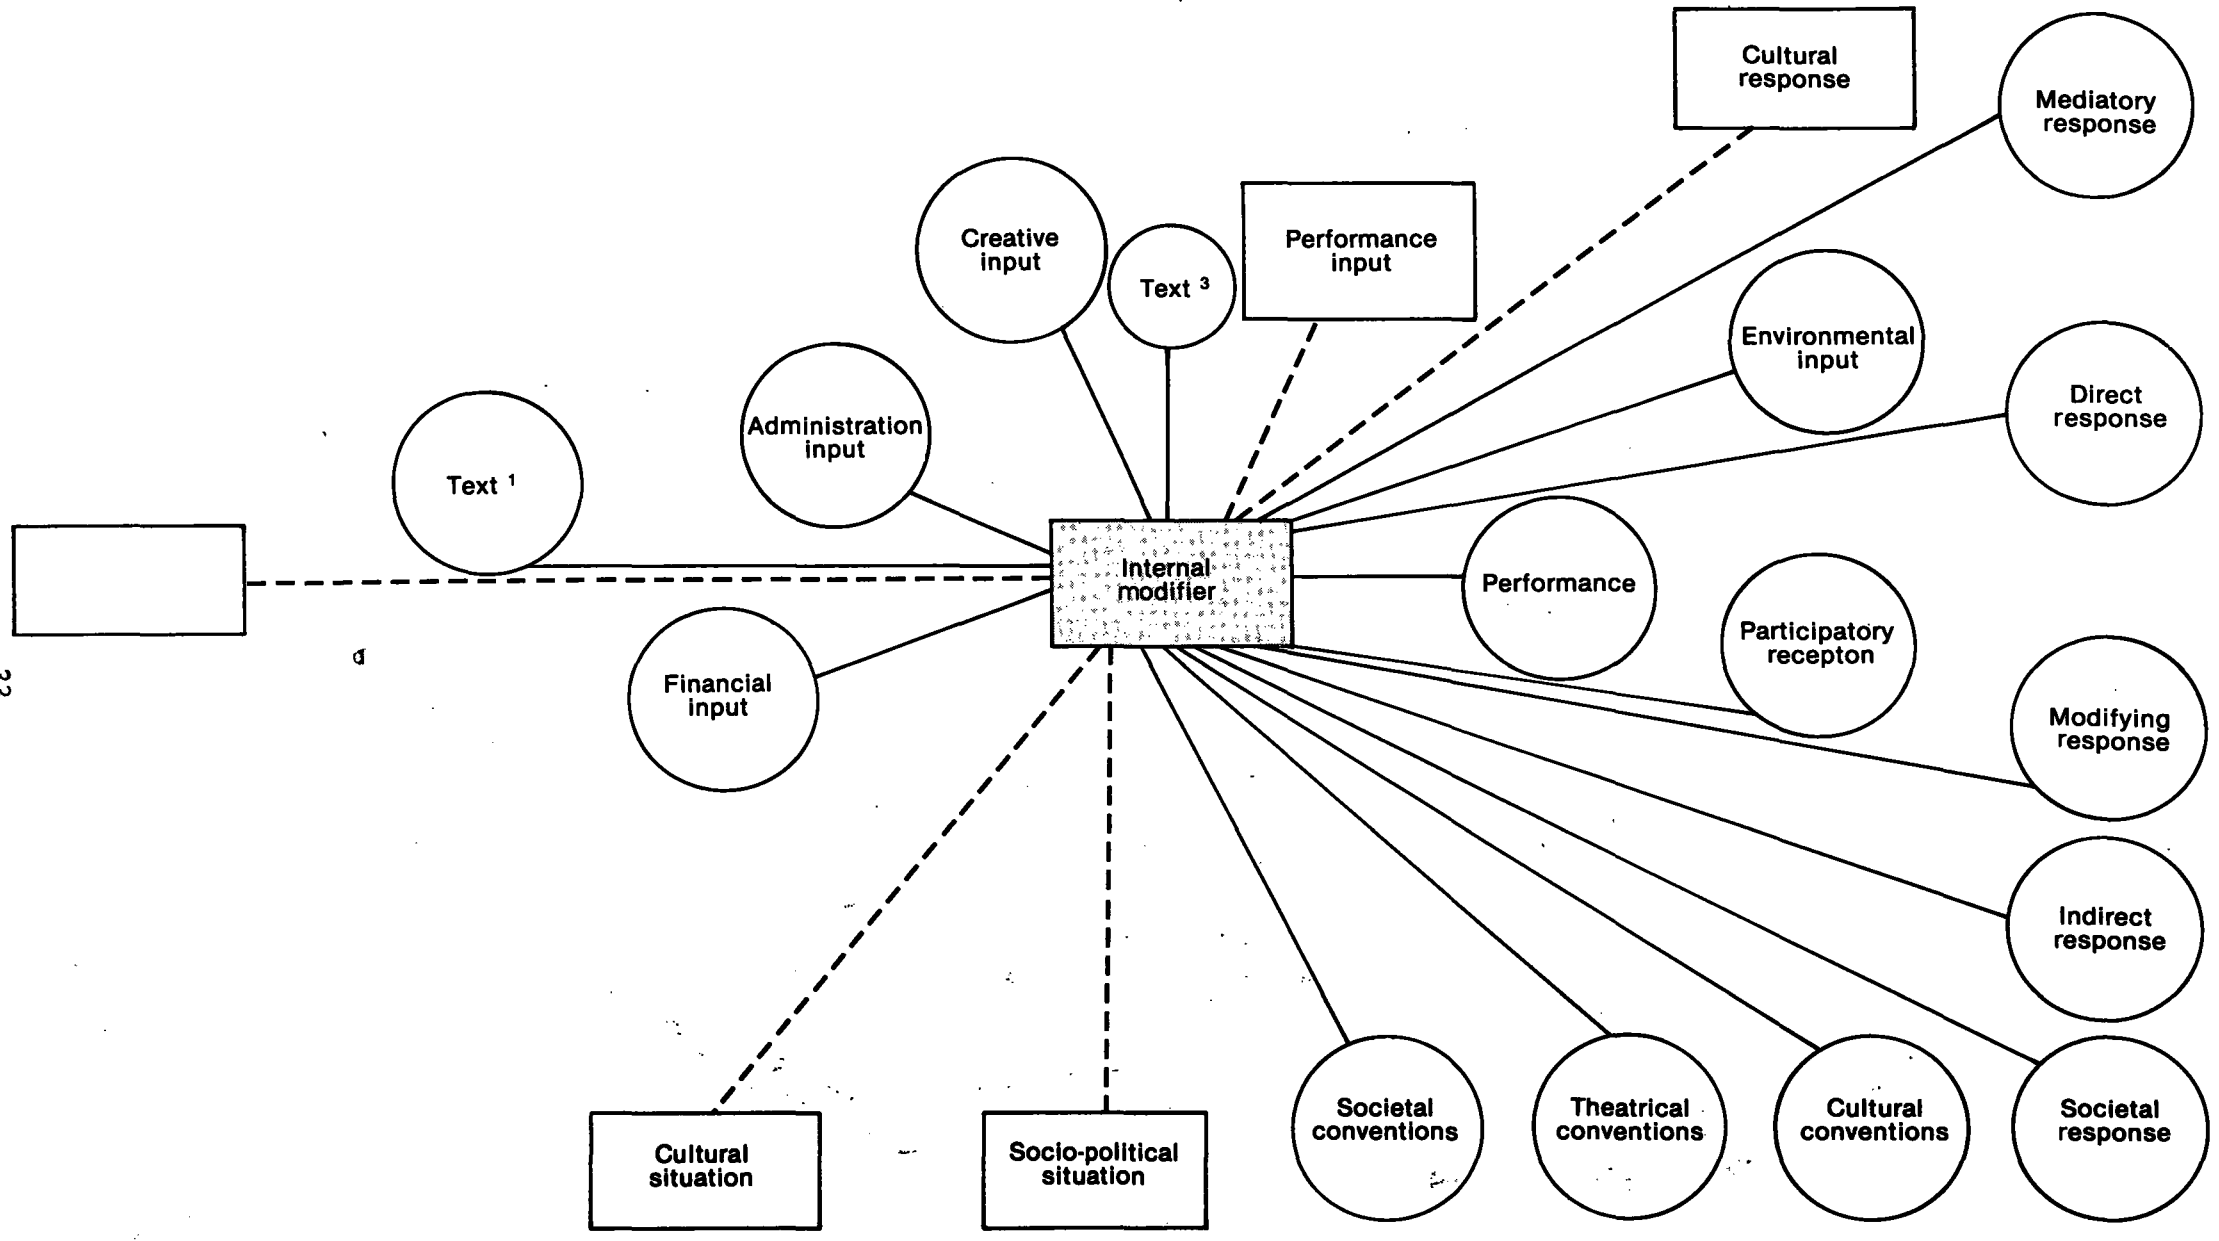 Cultural
response
Mediatory
response
Creative
input
Text ³
Performance
input
Environmental
input
Direct
response
Administration
input
Text ¹
Internal
modifier
Performance
Participatory
recepton
Financial
input
Modifying
response
Indirect
response
Cultural
situation
Socio-political
situation
Societal
conventions
Theatrical
conventions
Cultural
conventions
Societal
response